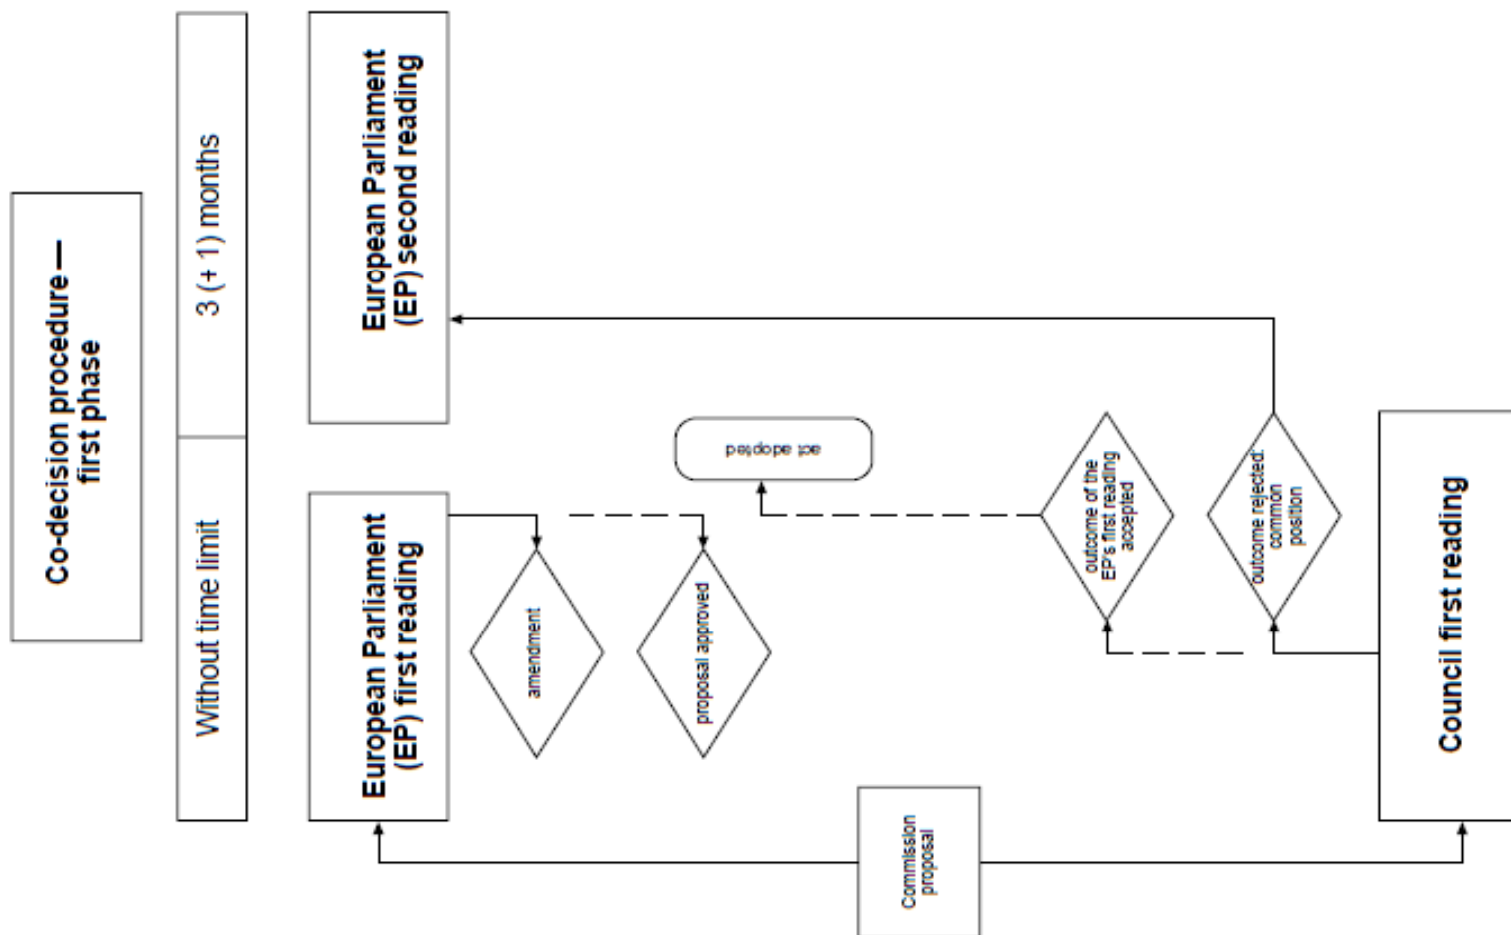 Co-decision procedure —
first phase
Without time limit
3 (+ 1) months
European Parliament
(EP) first reading
European Parliament
(EP) second reading
amendment
proposal approved
act adopted
Commission
proposal
outcome of the
EP's first reading
accepted
outcome rejected:
common
position
Council first reading